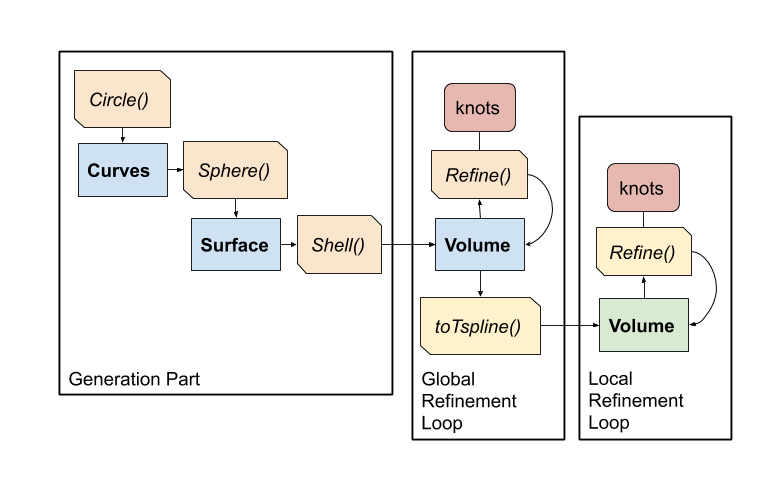 Circle()
Curves
Sphere()
Surface
Shell()
Generation Part
knots
Refine()
Volume
toTspline()
Global
Refinement
Loop
knots
Refine()
Volume
Local
Refinement
Loop